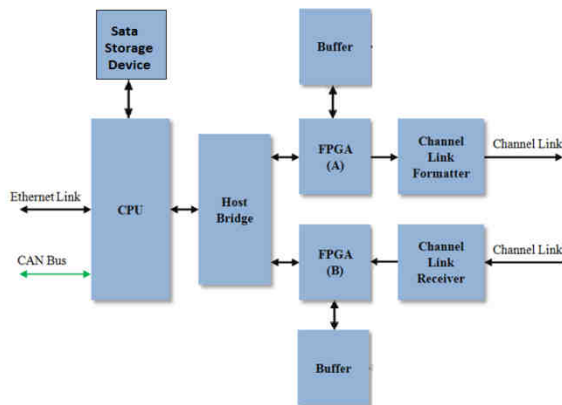 Sata
Storage
Device
Buffer
FPGA
(A)
Channel
Link
Formatter
Channel Link
Ethernet Link
CPU
Host
Bridge
CAN Bus
FPGA
(B)
Channel
Link
Receiver
Channel Link
Buffer